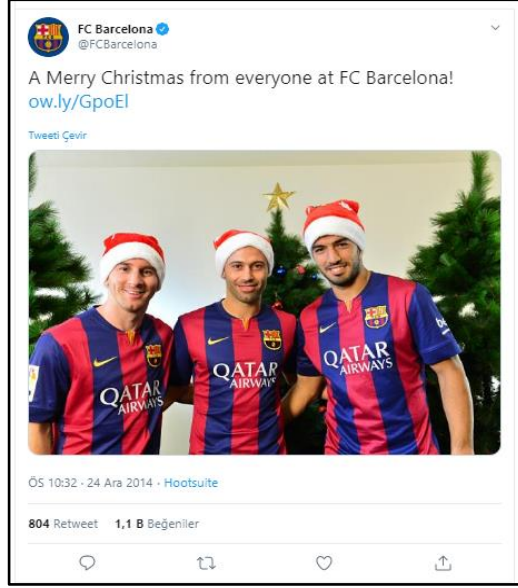 FC Barcelona
@FCBarcelona
A Merry Christmas from everyone at FC Barcelona!
ow.ly/GpoEl
Tweeti Çevir
QATAR
AIRWAYS
QATAR
AIRWAYS
QATAR
AIRWAYS
ÖS 10:32 · 24 Ara 2014 · Hootsuite
804 Retweet 1,1 B Beğeniler